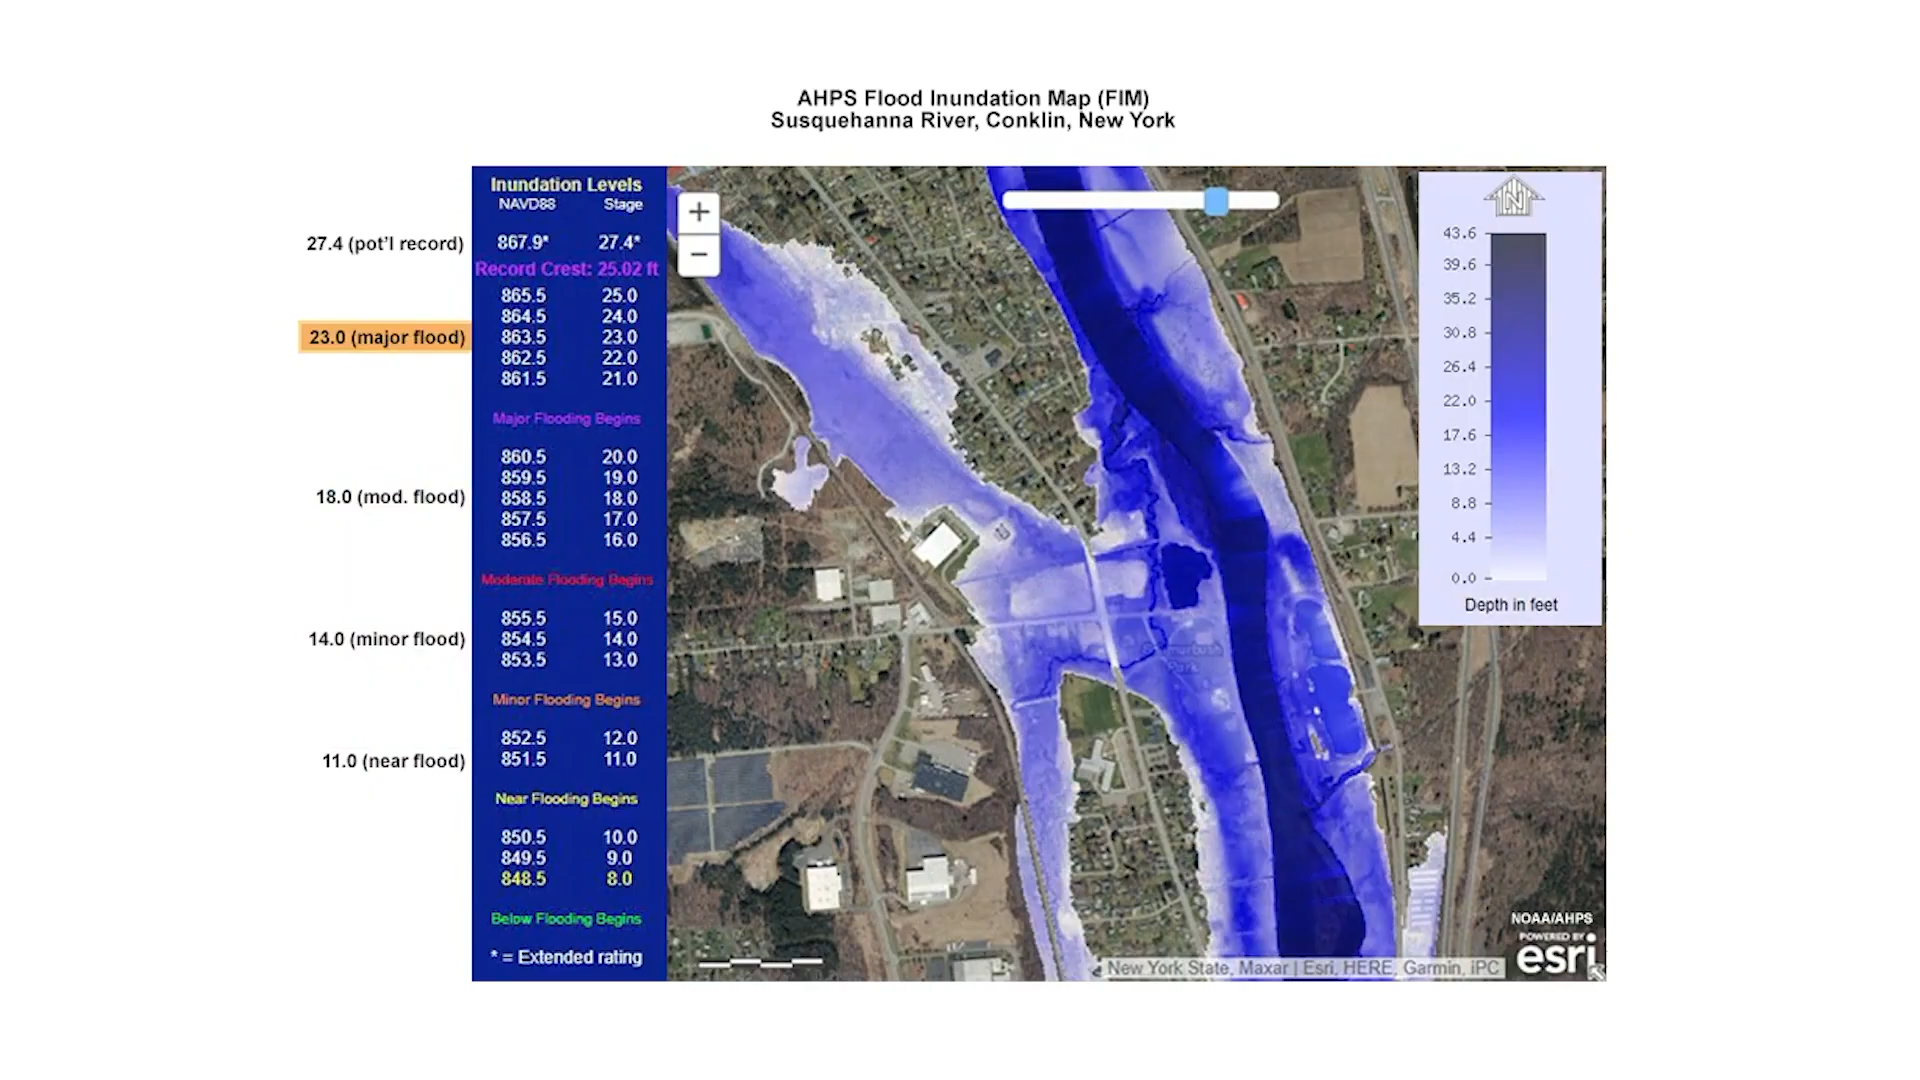 AHPS Flood Inundation Map (FIM)
Susquehanna River, Conklin, New York
Inundation Levels
NAVD88 Stage
27.4 (pot'l record) 867.9* 27.4*
Record Crest: 25.02 ft
865.5 25.0
864.5 24.0
23.0 (major flood) 863.5 23.0
862.5 22.0
861.5 21.0
Major Flooding Begins
860.5 20.0
859.5 19.0
18.0 (mod. flood) 858.5 18.0
857.5 17.0
856.5 16.0
Moderate Flooding Begins
855.5 15.0
14.0 (minor flood) 854.5 14.0
853.5 13.0
Minor Flooding Begins
852.5 12.0
11.0 (near flood) 851.5 11.0
Near Flooding Begins
850.5 10.0
849.5 9.0
848.5 8.0
Below Flooding Begins
* = Extended rating
+
−
Park
N
43.6
39.6
35.2
30.8
26.4
22.0
17.6
13.2
8.8
4.4
0.0
Depth in feet
NOAA/AHPS
POWERED BY
esri
New York State, Maxar | Esri, HERE, Garmin, iPC